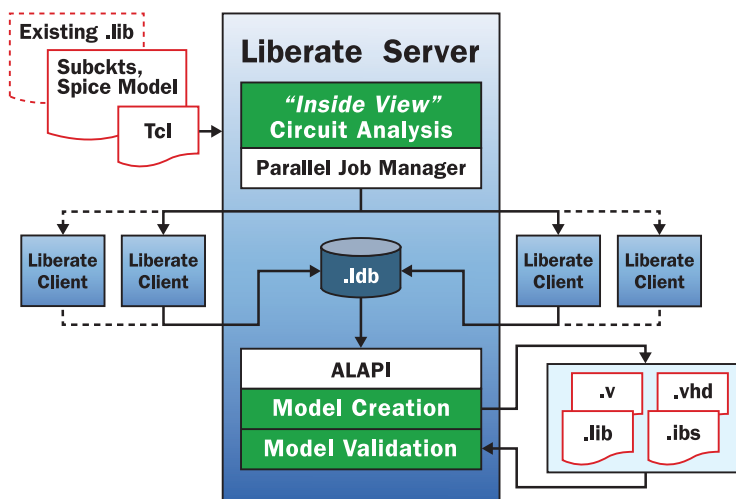 Existing .lib
Subckts,
Spice Model
Tcl
Liberate Server
“Inside View”
Circuit Analysis
Parallel Job Manager
Liberate
Client
Liberate
Client
.ldb
Liberate
Client
Liberate
Client
ALAPI
Model Creation
Model Validation
.v
.vhd
.lib
.ibs